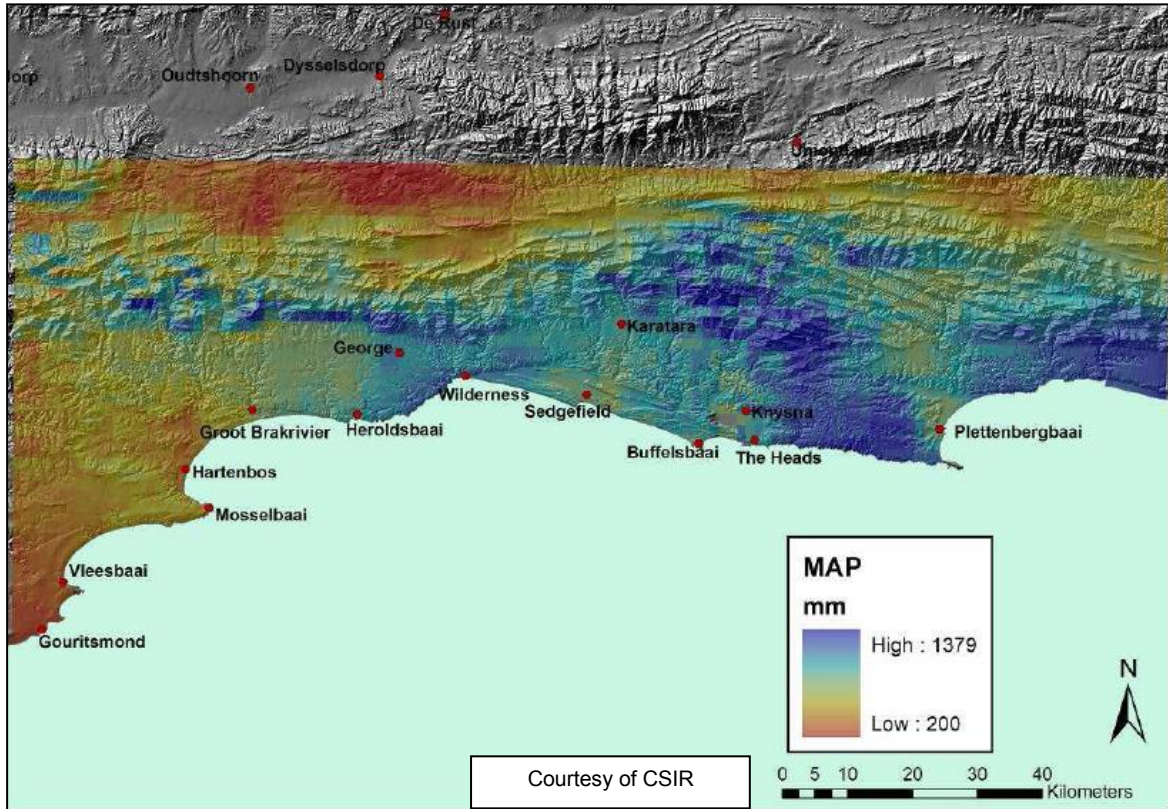 De Rust
Dysselsdorp
Oudtshoorn
dorp
George
Karatara
Wilderness
Sedgefield
Knysna
Groot Brakrivier
Heroldsbaai
Plettenbergbaai
Buffelsbaai
The Heads
Hartenbos
Mosselbaai
Vleesbaai
Gouritsmond
MAP
mm
High : 1379
Low : 200
N
Courtesy of CSIR
0 5 10 20 30 40
Kilometers